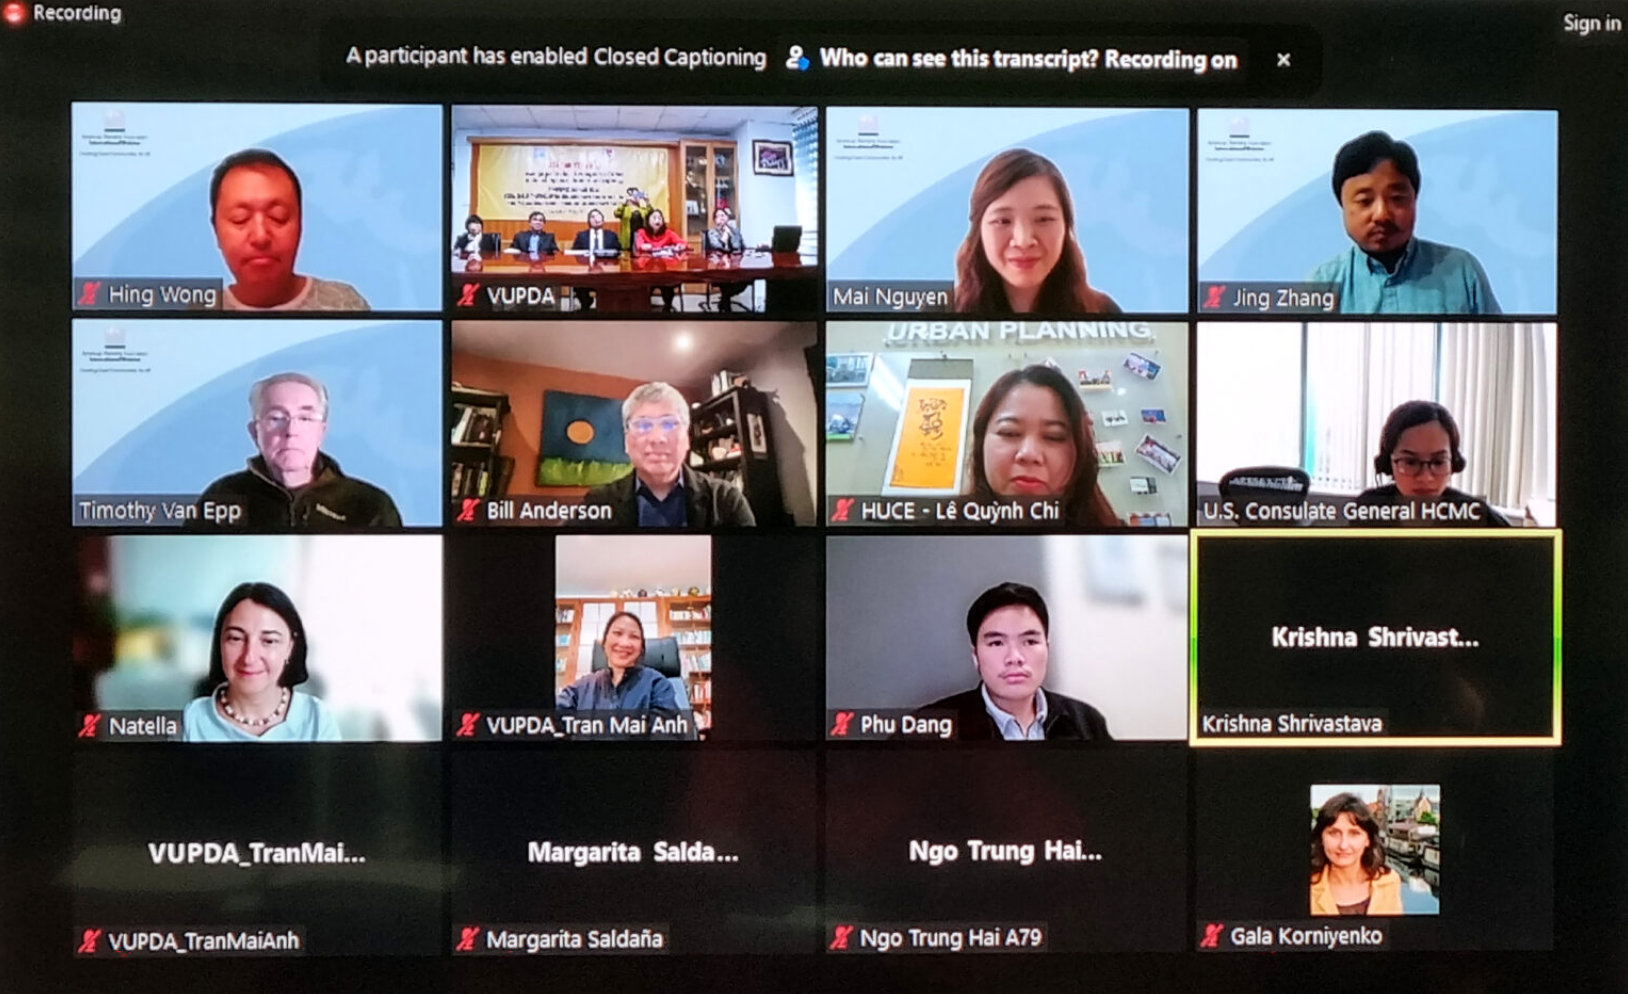 Recording
Sign in
A participant has enabled Closed Captioning
Who can see this transcript? Recording on
Hing Wong
VUPDA
Mai Nguyen
Jing Zhang
URBAN PLANNING
Timothy Van Epp
Bill Anderson
HUCE - Lê Quỳnh Chi
U.S. Consulate General HCMC
Natella
VUPDA_Tran Mai Anh
Phu Dang
Krishna Shrivast...
Krishna Shrivastava
VUPDA_TranMai...
Margarita Salda...
Ngo Trung Hai...
VUPDA_TranMaiAnh
Margarita Saldaña
Ngo Trung Hai A79
Gala Korniyenko